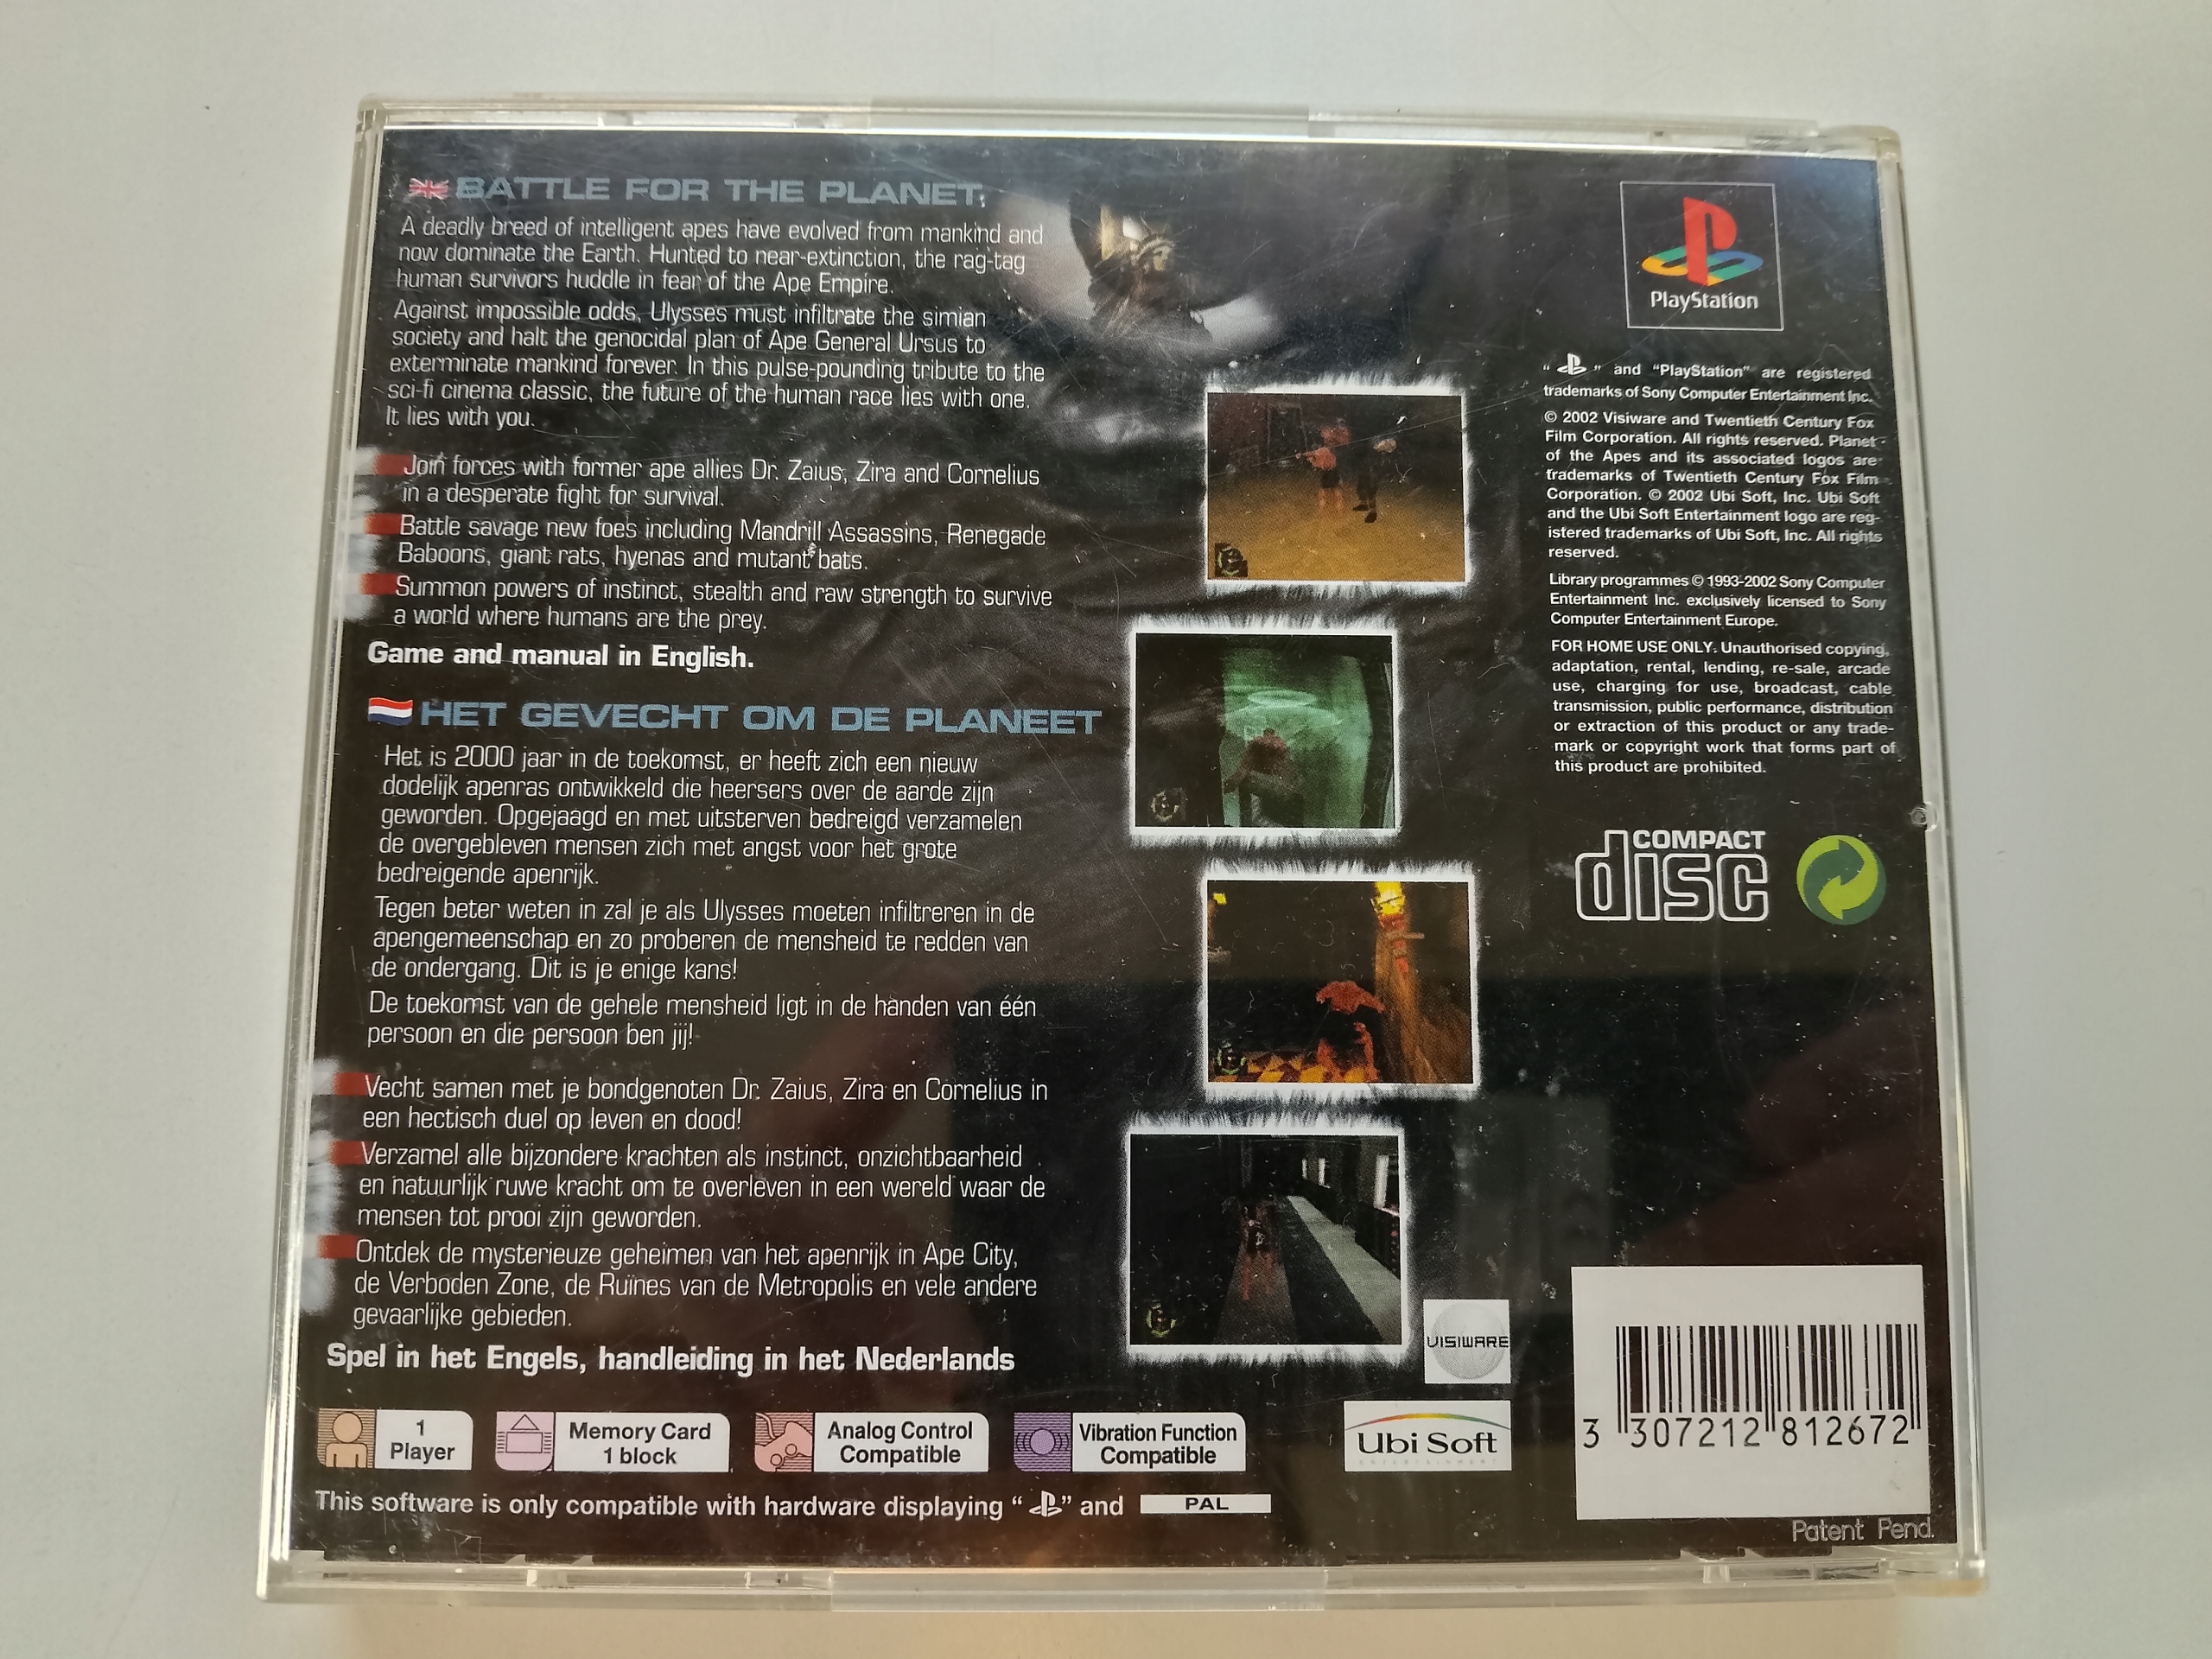 BATTLE FOR THE PLANET
A deadly breed of intelligent apes have evolved from mankind and
now dominate the Earth. Hunted to near-extinction, the rag-tag
human survivors huddle in fear of the Ape Empire.
Against impossible odds, Ulysses must infiltrate the simian
society and halt the genocidal plan of Ape General Ursus to
exterminate mankind forever. In this pulse-pounding tribute to the
sci-fi cinema classic, the future of the human race lies with one.
It lies with you.
Join forces with former ape allies Dr. Zaius, Zira and Cornelius
in a desperate fight for survival.
Battle savage new foes including Mandrill Assassins, Renegade
Baboons, giant rats, hyenas and mutant bats.
Summon powers of instinct, stealth and raw strength to survive
a world where humans are the prey.
Game and manual in English.
HET GEVECHT OM DE PLANEET
Het is 2000 jaar in de toekomst, er heeft zich een nieuw
dodelijk apenras ontwikkeld die heersers over de aarde zijn
geworden. Opgejaagd en met uitsterven bedreigd verzamelen
de overgebleven mensen zich met angst voor het grote
bedreigende apenrijk.
Tegen beter weten in zal je als Ulysses moeten infiltreren in de
apengemeenschap en zo proberen de mensheid te redden van
de ondergang. Dit is je enige kans!
De toekomst van de gehele mensheid ligt in de handen van één
persoon en die persoon ben jij!
Vecht samen met je bondgenoten Dr. Zaius, Zira en Cornelius in
een hectisch duel op leven en dood!
Verzamel alle bijzondere krachten als instinct, onzichtbaarheid
en natuurlijk ruwe kracht om te overleven in een wereld waar de
mensen tot prooi zijn geworden.
Ontdek de mysterieuze geheimen van het apenrijk in Ape City,
de Verboden Zone, de Ruïnes van de Metropolis en vele andere
gevaarlijke gebieden.
Spel in het Engels, handleiding in het Nederlands
1
Player
Memory Card
1 block
Analog Control
Compatible
Vibration Function
Compatible
This software is only compatible with hardware displaying “ ” and PAL
PlayStation
“ ” and “PlayStation” are registered
trademarks of Sony Computer Entertainment Inc.
© 2002 Visiware and Twentieth Century Fox
Film Corporation. All rights reserved. Planet
of the Apes and its associated logos are
trademarks of Twentieth Century Fox Film
Corporation. © 2002 Ubi Soft, Inc. Ubi Soft
and the Ubi Soft Entertainment logo are reg-
istered trademarks of Ubi Soft, Inc. All rights
reserved.
Library programmes © 1993-2002 Sony Computer
Entertainment Inc. exclusively licensed to Sony
Computer Entertainment Europe.
FOR HOME USE ONLY. Unauthorised copying,
adaptation, rental, lending, re-sale, arcade
use, charging for use, broadcast, cable
transmission, public performance, distribution
or extraction of this product or any trade-
mark or copyright work that forms part of
this product are prohibited.
COMPACT
disc
VISIWARE
Ubi Soft
ENTERTAINMENT
3 307212 812672
Patent Pend.